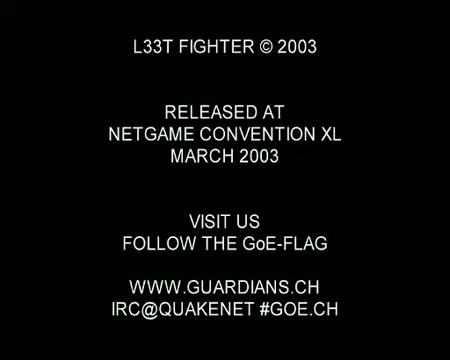 L33T FIGHTER © 2003
RELEASED AT
NETGAME CONVENTION XL
MARCH 2003
VISIT US
FOLLOW THE GoE-FLAG
WWW.GUARDIANS.CH
IRC@QUAKENET #GOE.CH